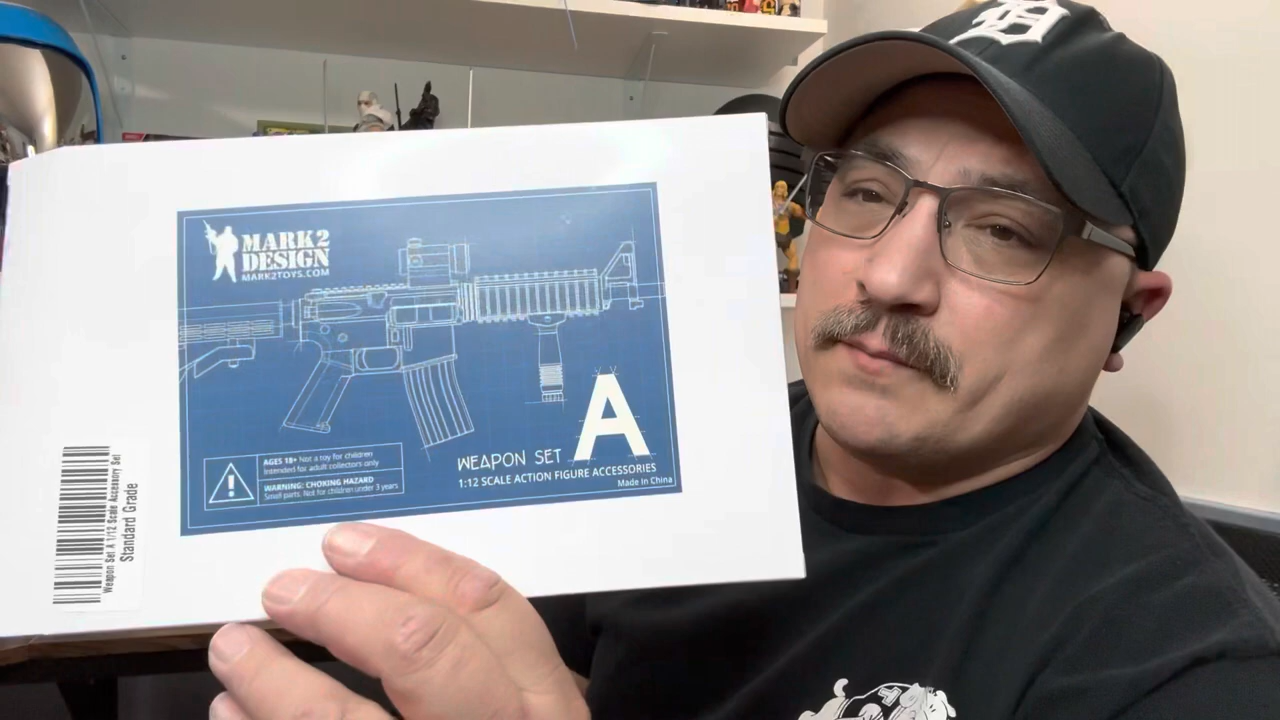 MARK2
DESIGN
MARK2TOYS.COM
AGES 18+ Not a toy for children
Intended for adult collectors only
WARNING: CHOKING HAZARD
Small parts. Not for children under 3 years
WEAPON SET A
1:12 SCALE ACTION FIGURE ACCESSORIES
Made In China
Weapon Set A 1/12 Scale Accessory Set
Standard Grade
D